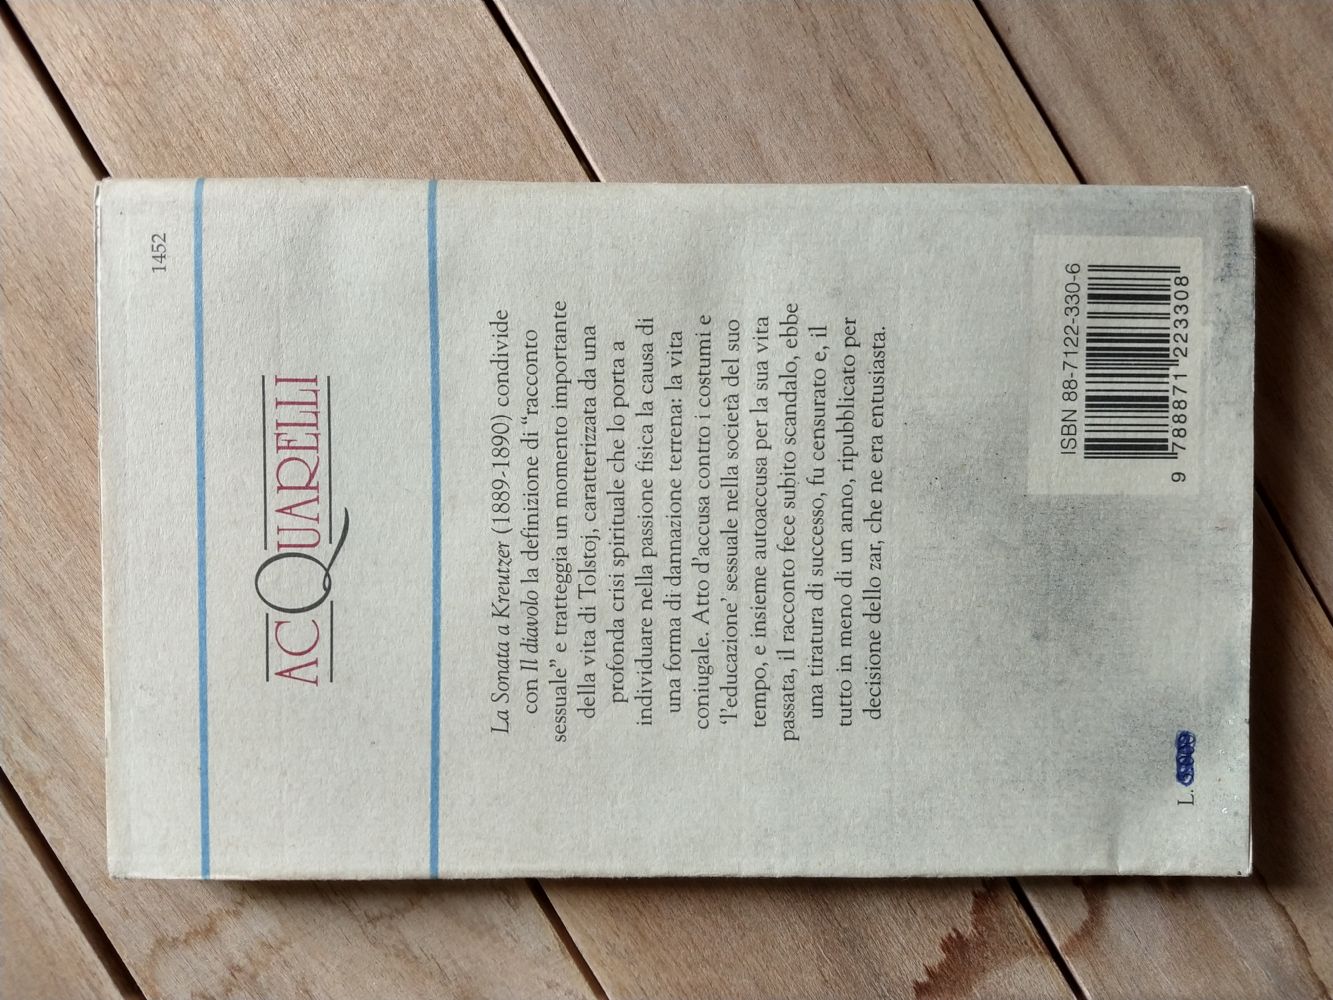 1452
ACQUARELLI
La Sonata a Kreutzer (1889-1890) condivide
con Il diavolo la definizione di “racconto
sessuale” e tratteggia un momento importante
della vita di Tolstoj, caratterizzata da una
profonda crisi spirituale che lo porta a
individuare nella passione fisica la causa di
una forma di dannazione terrena: la vita
coniugale. Atto d’accusa contro i costumi e
‘l’educazione’ sessuale nella società del suo
tempo, e insieme autoaccusa per la sua vita
passata, il racconto fece subito scandalo, ebbe
una tiratura di successo, fu censurato e, il
tutto in meno di un anno, ripubblicato per
decisione dello zar, che ne era entusiasta.
L.
ISBN 88-7122-330-6
9 788871 223308